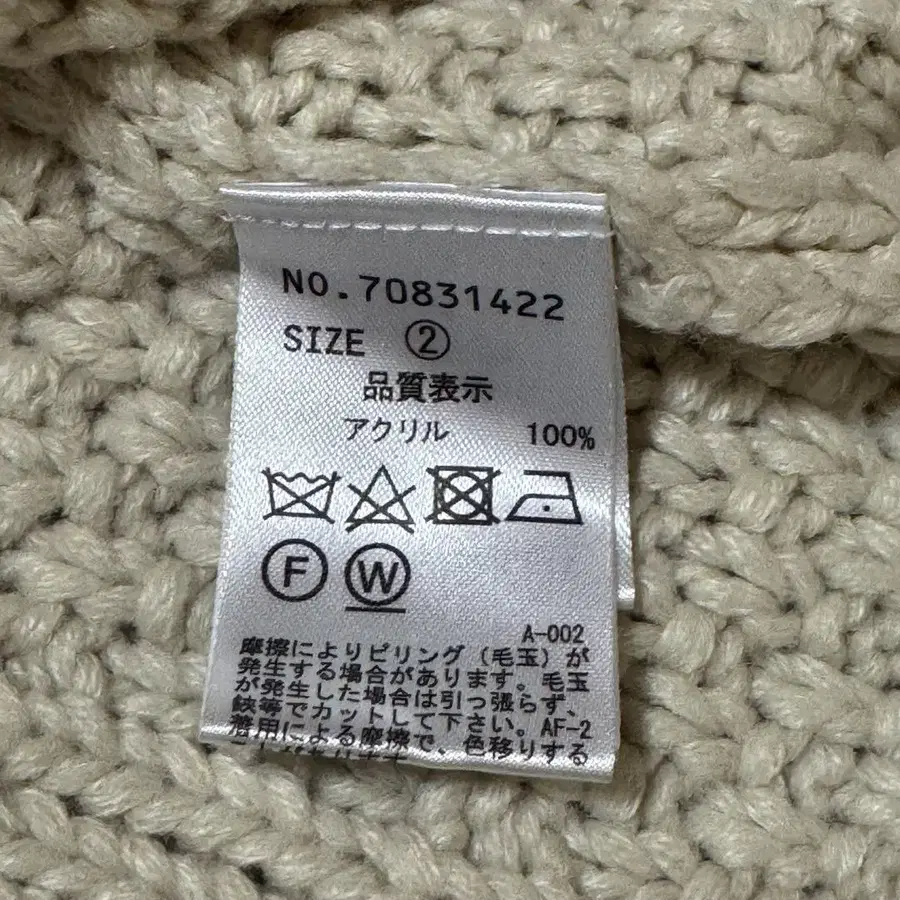 NO.70831422
SIZE ②
品質表示
アクリル 100%
F W
A-002
摩擦によりピリング(毛玉)が
発生する場合があります。毛玉
が発生した場合は引っ張らず、
鋏等でカットして下さい。AF-2
着用による摩擦で、色移りする